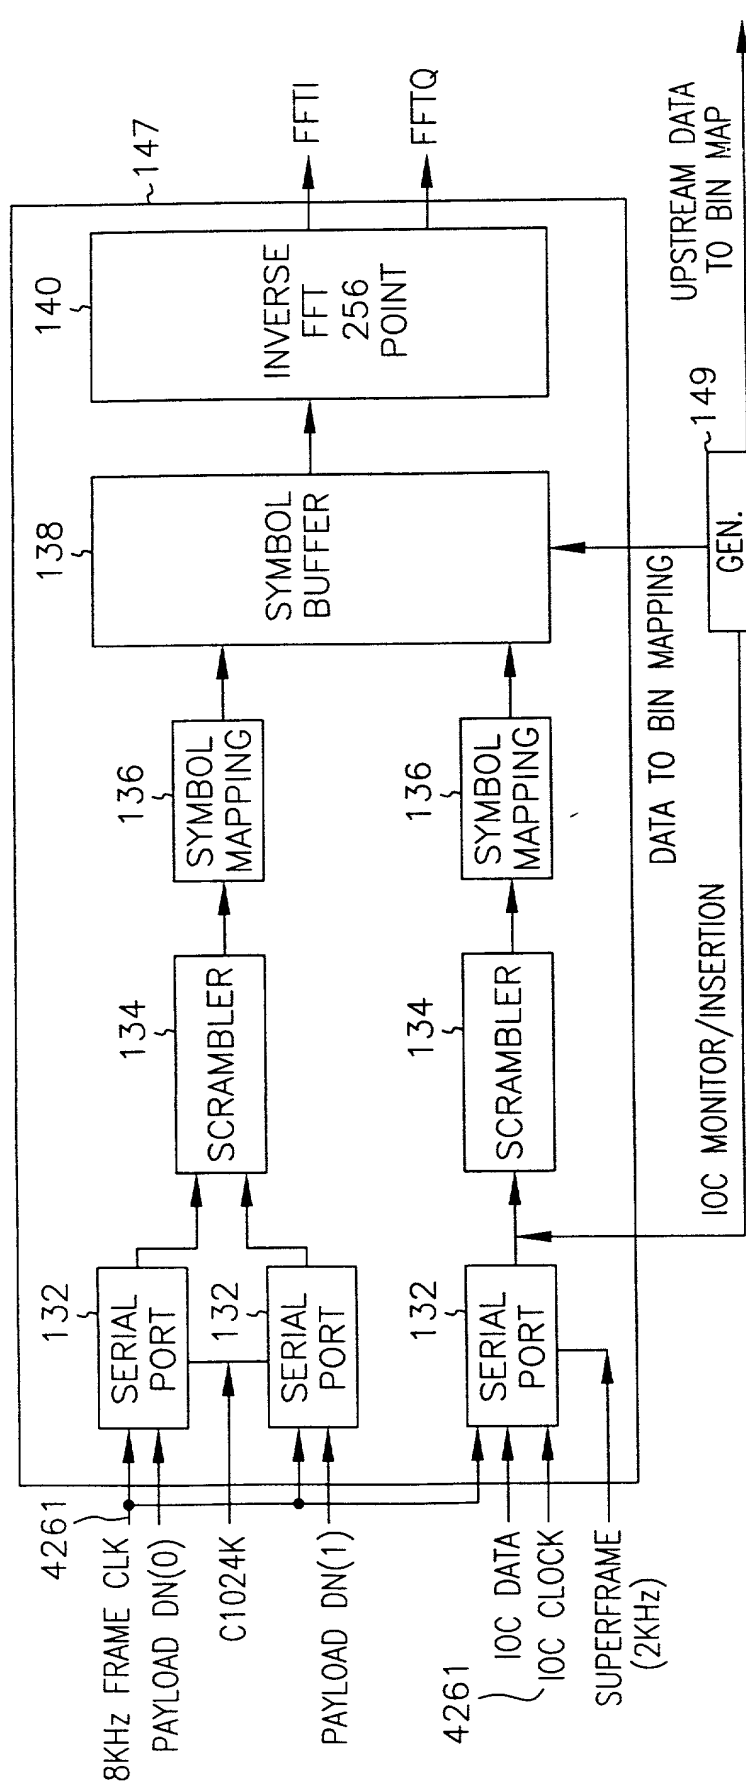 4261
8KHz FRAME CLK
PAYLOAD DN(0)
C1024K
PAYLOAD DN(1)
4261
IOC DATA
IOC CLOCK
SUPERFRAME
(2KHz)
132
SERIAL
PORT
132
SERIAL
PORT
132
SERIAL
PORT
134
SCRAMBLER
134
SCRAMBLER
136
SYMBOL
MAPPING
136
SYMBOL
MAPPING
138
SYMBOL
BUFFER
140
INVERSE
FFT
256
POINT
147
FFTI
FFTQ
IOC MONITOR/INSERTION
DATA TO BIN MAPPING
GEN.
149
UPSTREAM DATA
TO BIN MAP